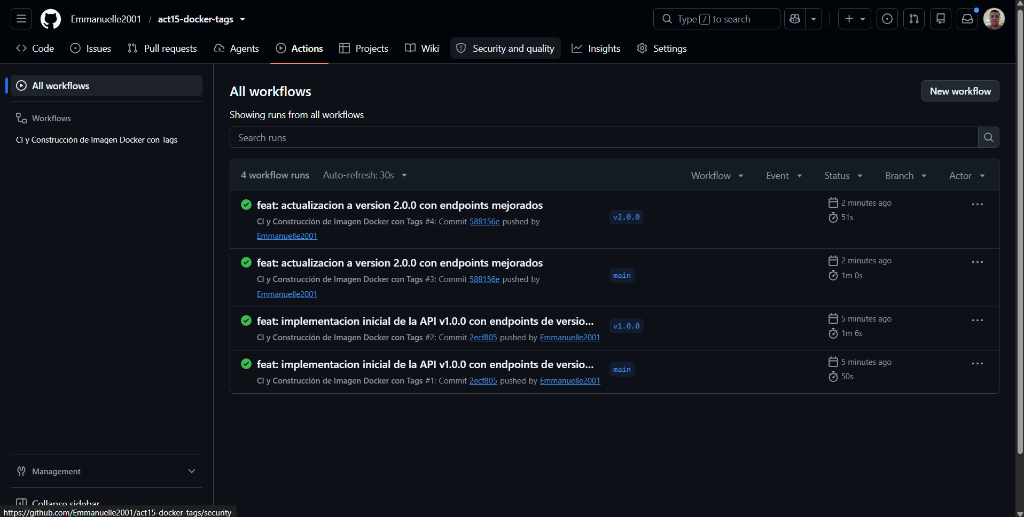 Emmanuelle2001 / act15-docker-tags
Type / to search
Code Issues Pull requests Agents Actions Projects Wiki Security and quality Insights Settings
All workflows
Workflows
CI y Construcción de Imagen Docker con Tags
Management
Collapse sidebar
https://github.com/Emmanuelle2001/act15-docker-tags/security
All workflows
New workflow
Showing runs from all workflows
Search runs
4 workflow runs Auto-refresh: 30s Workflow Event Status Branch Actor
feat: actualizacion a version 2.0.0 con endpoints mejorados
CI y Construcción de Imagen Docker con Tags #4: Commit 588156e pushed by
Emmanuelle2001
v2.0.0
2 minutes ago
51s
feat: actualizacion a version 2.0.0 con endpoints mejorados
CI y Construcción de Imagen Docker con Tags #3: Commit 588156e pushed by
Emmanuelle2001
main
2 minutes ago
1m 0s
feat: implementacion inicial de la API v1.0.0 con endpoints de versio...
CI y Construcción de Imagen Docker con Tags #2: Commit 2ecf805 pushed by Emmanuelle2001
v1.0.0
5 minutes ago
1m 6s
feat: implementacion inicial de la API v1.0.0 con endpoints de versio...
CI y Construcción de Imagen Docker con Tags #1: Commit 2ecf805 pushed by Emmanuelle2001
main
5 minutes ago
50s